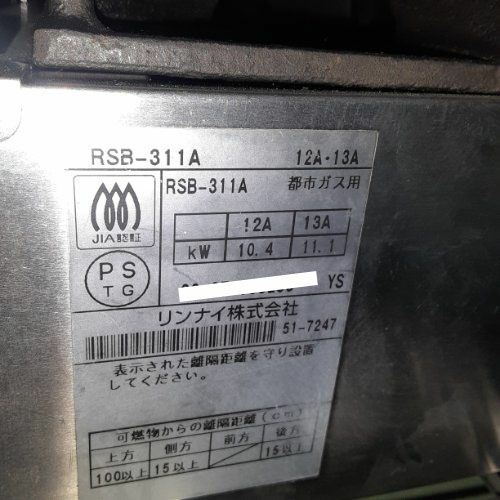 RSB-311A 12A・13A
RSB-311A 都市ガス用
12A 13A
kW 10.4 11.1
JIA認証
PS
TG
YS
リンナイ株式会社
51-7247
表示された離隔距離を守り設置
してください。
可燃物からの離隔距離(cm)
上方 側方 前方 後方
100以上 15以上 15以上